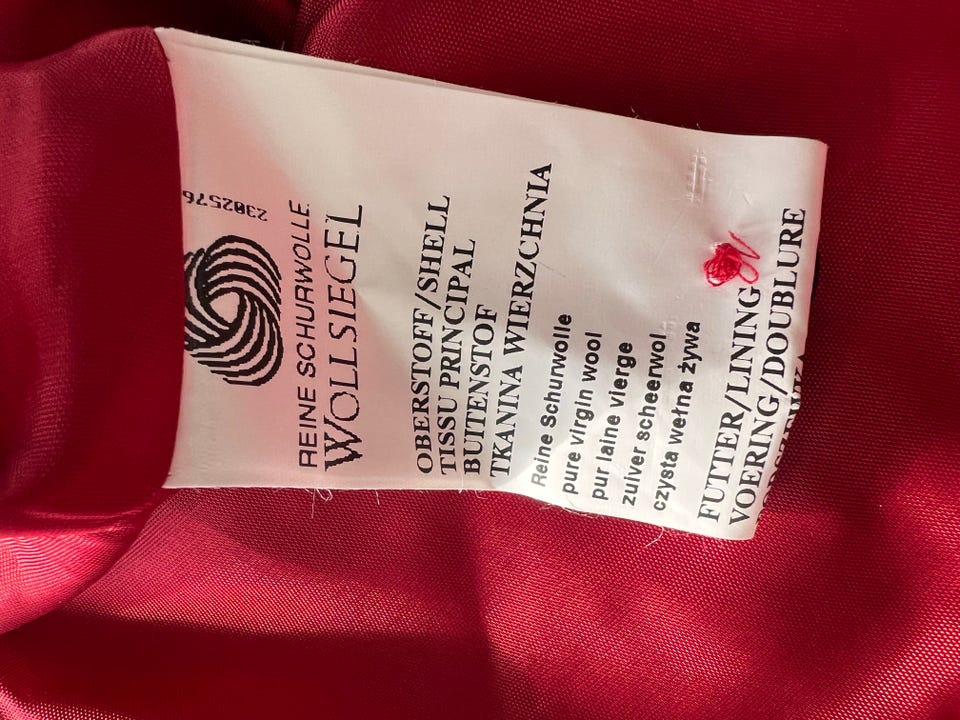 2302576
REINE SCHURWOLLE
WOLLSIEGEL
OBERSTOFF/SHELL
TISSU PRINCIPAL
BUITENSTOF
TKANINA WIERZCHNIA
Reine Schurwolle
pure virgin wool
pur laine vierge
zuiver scheerwol
czysta wełna żywa
FUTTER/LINING
VOERING/DOUBLURE